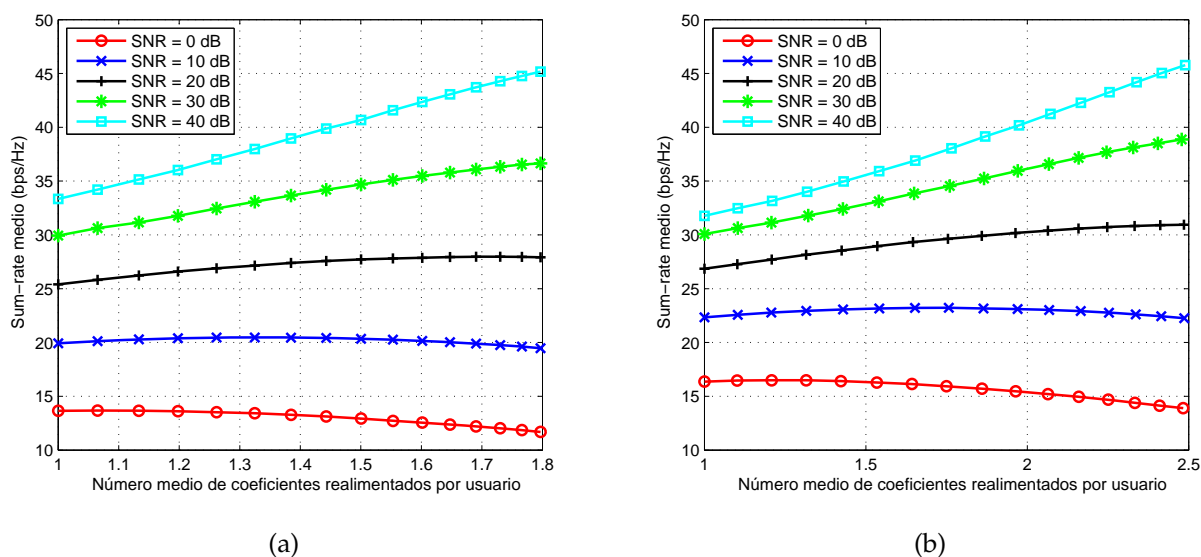 50
45
40
35
30
25
20
15
10
Sum−rate medio (bps/Hz)
SNR = 0 dB
SNR = 10 dB
SNR = 20 dB
SNR = 30 dB
SNR = 40 dB
1 1.1 1.2 1.3 1.4 1.5 1.6 1.7 1.8
Número medio de coeficientes realimentados por usuario
(a)
50
45
40
35
30
25
20
15
10
Sum−rate medio (bps/Hz)
SNR = 0 dB
SNR = 10 dB
SNR = 20 dB
SNR = 30 dB
SNR = 40 dB
1 1.5 2 2.5
Número medio de coeficientes realimentados por usuario
(b)